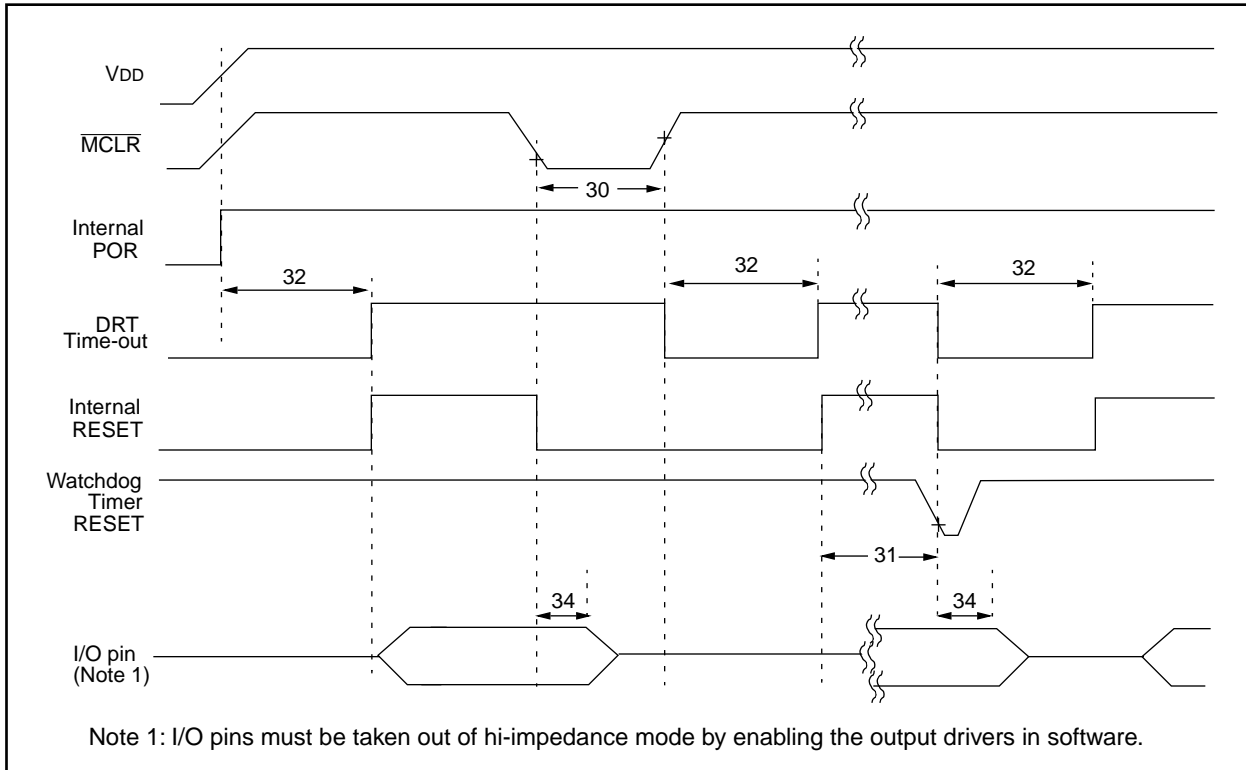 VDD
MCLR
30
Internal
POR
32
32
32
DRT
Time-out
Internal
RESET
Watchdog
Timer
RESET
31
34
34
I/O pin
(Note 1)
Note 1: I/O pins must be taken out of hi-impedance mode by enabling the output drivers in software.